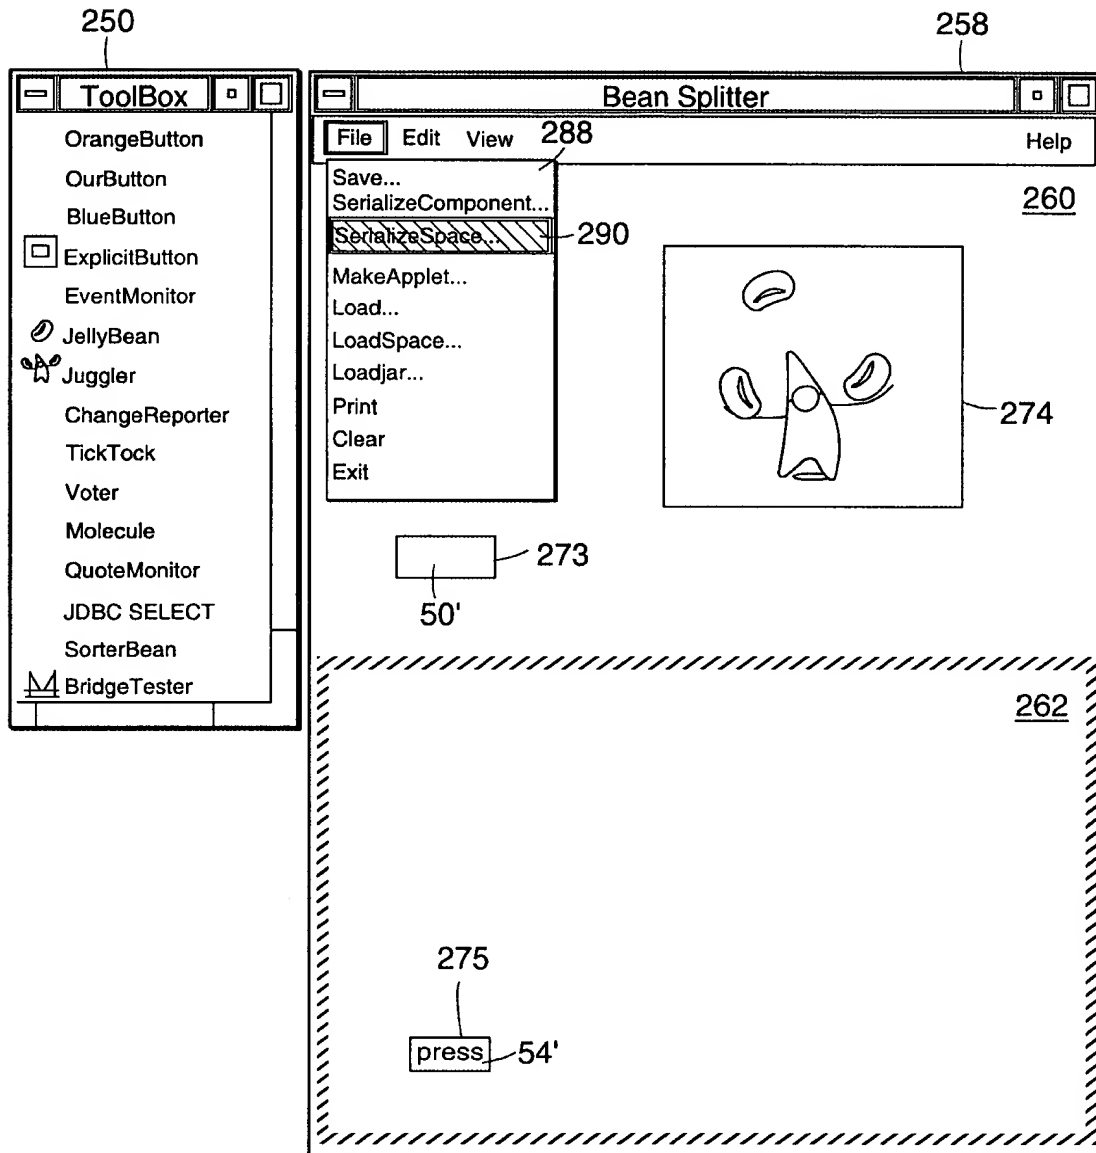 250
258
ToolBox
Bean Splitter
OrangeButton
OurButton
BlueButton
ExplicitButton
EventMonitor
JellyBean
Juggler
ChangeReporter
TickTock
Voter
Molecule
QuoteMonitor
JDBC SELECT
SorterBean
BridgeTester
File Edit View 288 Help
Save...
SerializeComponent...
SerializeSpace... 290
MakeApplet...
Load...
LoadSpace...
Loadjar...
Print
Clear
Exit
260
274
273
50'
262
275
press 54'